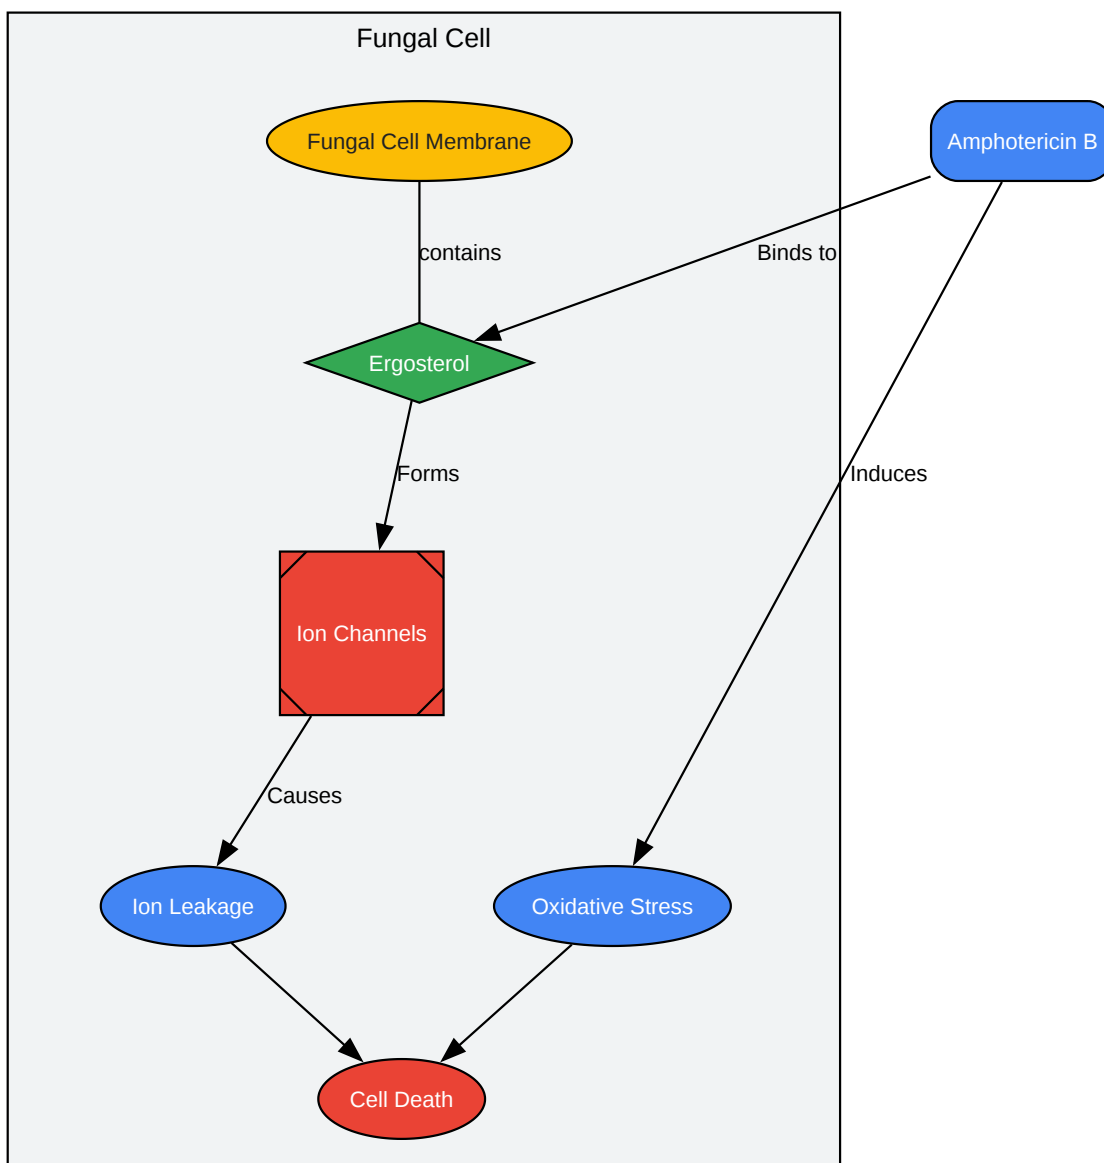 Fungal Cell
Fungal Cell Membrane
Amphotericin B
contains
Binds to
Ergosterol
Forms
Induces
Ion Channels
Causes
Ion Leakage
Oxidative Stress
Cell Death